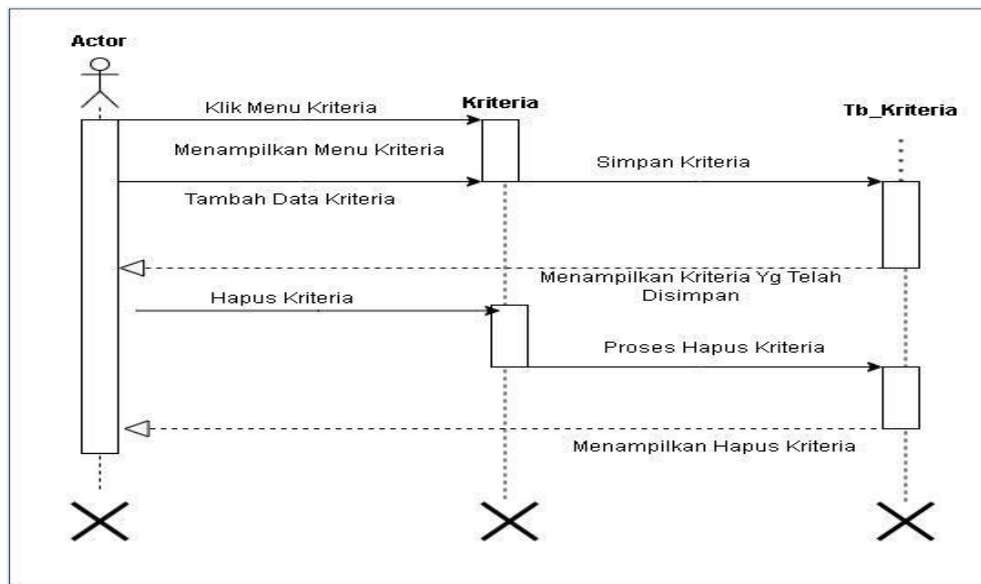 Actor
Klik Menu Kriteria
Kriteria
Tb_Kriteria
Menampilkan Menu Kriteria
Simpan Kriteria
Tambah Data Kriteria
Menampilkan Kriteria Yg Telah
Disimpan
Hapus Kriteria
Proses Hapus Kriteria
Menampilkan Hapus Kriteria